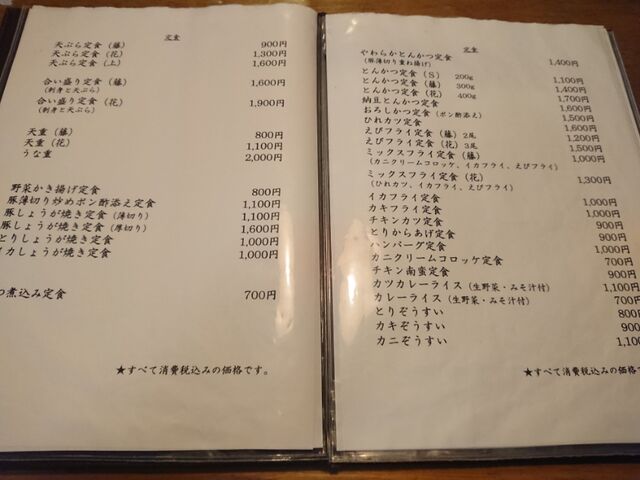 定食
天ぷら定食(藤) 900円
天ぷら定食(花) 1,300円
天ぷら定食(上) 1,600円
合い盛り定食(藤) 1,600円
(刺身と天ぷら)
合い盛り定食(花) 1,900円
(刺身と天ぷら)
天重(藤) 800円
天重(花) 1,100円
うな重 2,000円
野菜かき揚げ定食 800円
豚薄切り炒めポン酢添え定食 1,100円
豚しょうが焼き定食(薄切り) 1,100円
豚しょうが焼き定食(厚切り) 1,600円
とりしょうが焼き定食 1,000円
イカしょうが焼き定食 1,000円
つ煮込み定食 700円
★すべて消費税込みの価格です。
定食
やわらかとんかつ定食 1,400円
(豚薄切り重ね揚げ)
とんかつ定食(S) 200g 1,100円
とんかつ定食(藤) 300g 1,400円
とんかつ定食(花) 400g 1,700円
納豆とんかつ定食 1,600円
おろしかつ定食(ポン酢添え) 1,500円
ひれカツ定食 1,600円
えびフライ定食(藤)2尾 1,200円
えびフライ定食(花)3尾 1,500円
ミックスフライ定食(藤) 1,000円
(カニクリームコロッケ、イカフライ、えびフライ)
ミックスフライ定食(花) 1,300円
(ひれカツ、イカフライ、えびフライ)
イカフライ定食 1,000円
カキフライ定食 1,000円
チキンカツ定食 900円
とりからあげ定食 900円
ハンバーグ定食 1,000円
カニクリームコロッケ定食 700円
チキン南蛮定食 900円
カツカレーライス(生野菜・みそ汁付) 1,100円
カレーライス(生野菜・みそ汁付) 700円
とりぞうすい 800円
カキぞうすい 900
カニぞうすい 1,100
★すべて消費税込みの価格で